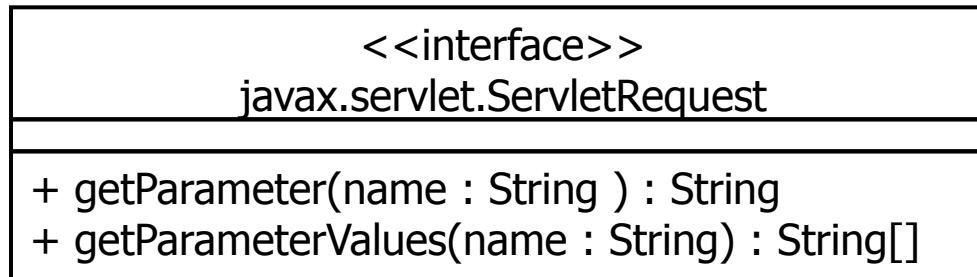 <<interface>>
javax.servlet.ServletRequest
+ getParameter(name : String ) : String
+ getParameterValues(name : String) : String[]